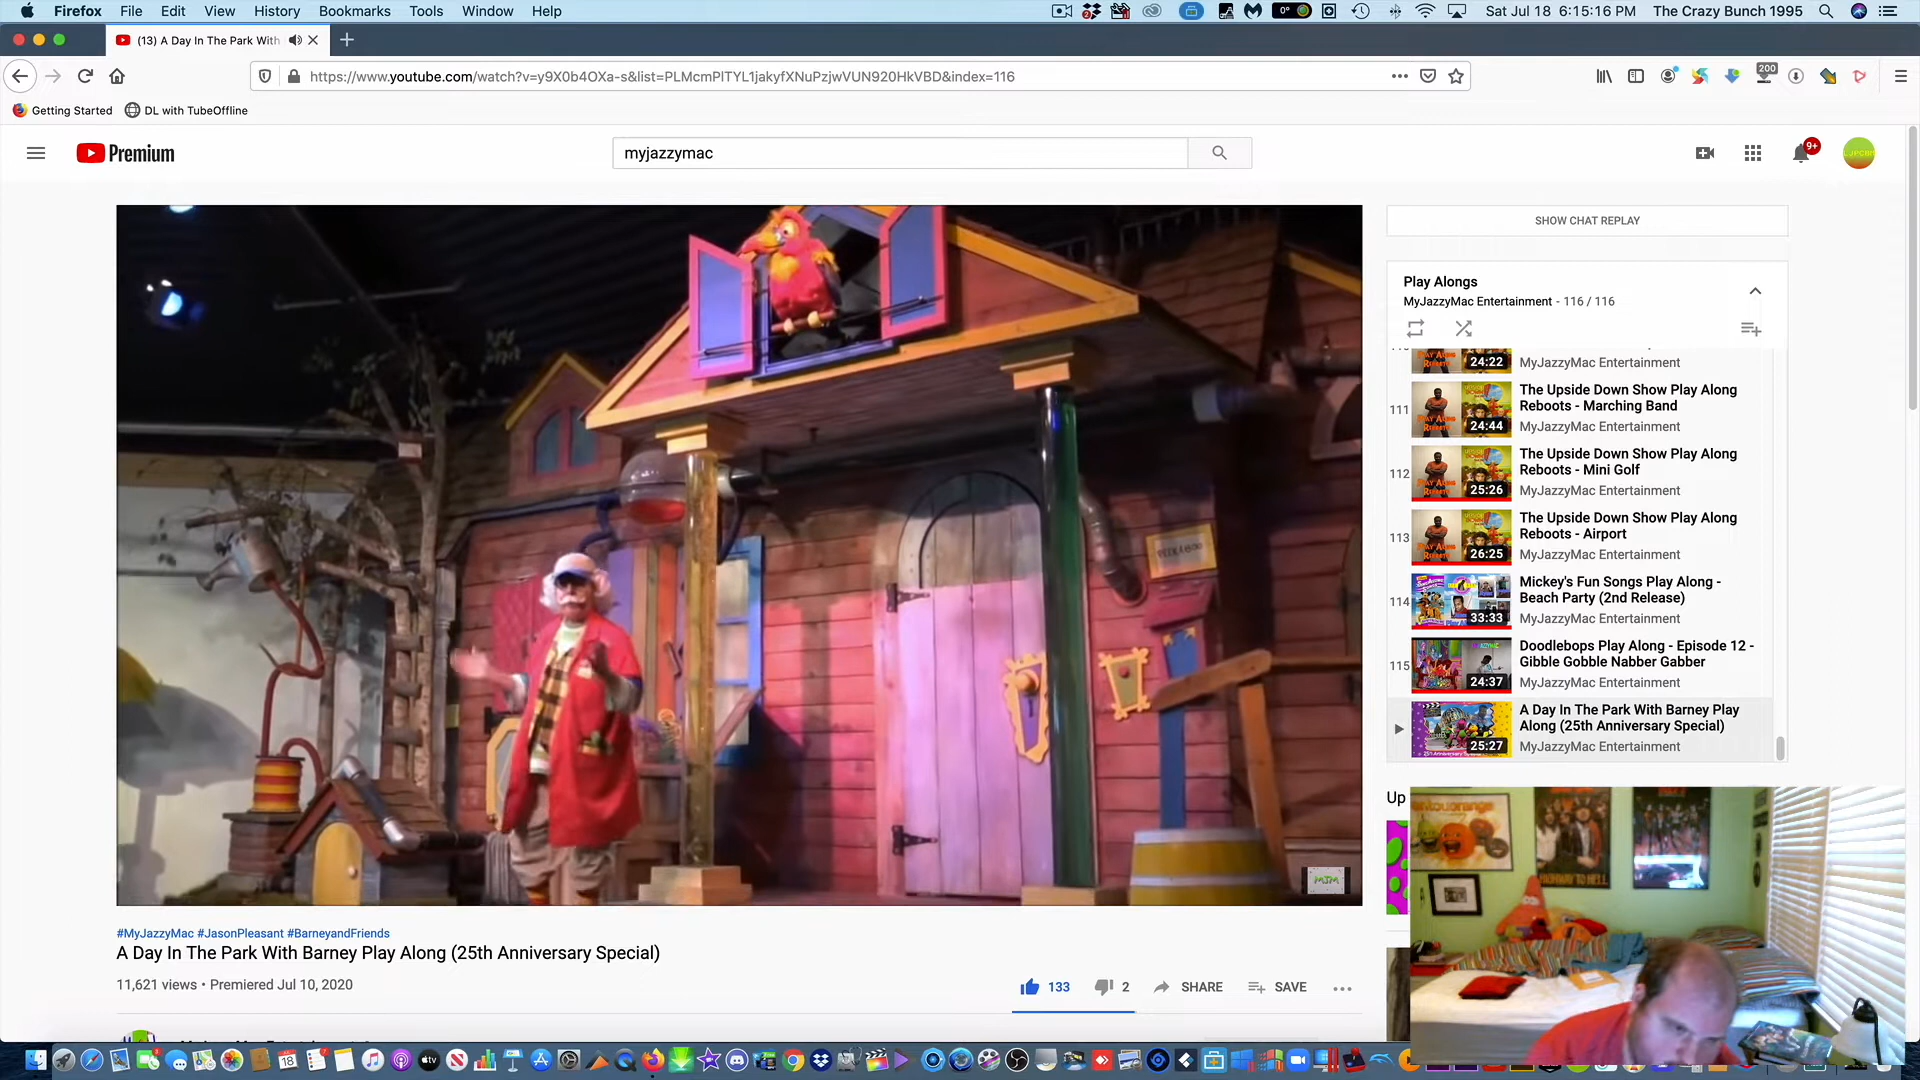 Firefox File Edit View History Bookmarks Tools Window Help
0°
Sat Jul 18 6:15:16 PM The Crazy Bunch 1995
(13) A Day In The Park With
https://www.youtube.com/watch?v=y9X0b4OXa-s&list=PLMcmPlTYL1jakyfXNuPzjwVUN920HkVBD&index=116
200
Getting Started DL with TubeOffline
Premium
myjazzymac
9+
SHOW CHAT REPLAY
Play Alongs
MyJazzyMac Entertainment - 116 / 116
24:22
MyJazzyMac Entertainment
111
24:44
The Upside Down Show Play Along
Reboots - Marching Band
MyJazzyMac Entertainment
112
25:26
The Upside Down Show Play Along
Reboots - Mini Golf
MyJazzyMac Entertainment
113
26:25
The Upside Down Show Play Along
Reboots - Airport
MyJazzyMac Entertainment
114
33:33
Mickey's Fun Songs Play Along -
Beach Party (2nd Release)
MyJazzyMac Entertainment
115
24:37
Doodlebops Play Along - Episode 12 -
Gibble Gobble Nabber Gabber
MyJazzyMac Entertainment
25:27
A Day In The Park With Barney Play
Along (25th Anniversary Special)
MyJazzyMac Entertainment
Up
MJM
#MyJazzyMac #JasonPleasant #BarneyandFriends
A Day In The Park With Barney Play Along (25th Anniversary Special)
11,621 views • Premiered Jul 10, 2020
133 2 SHARE SAVE
HIGHWAY TO HELL